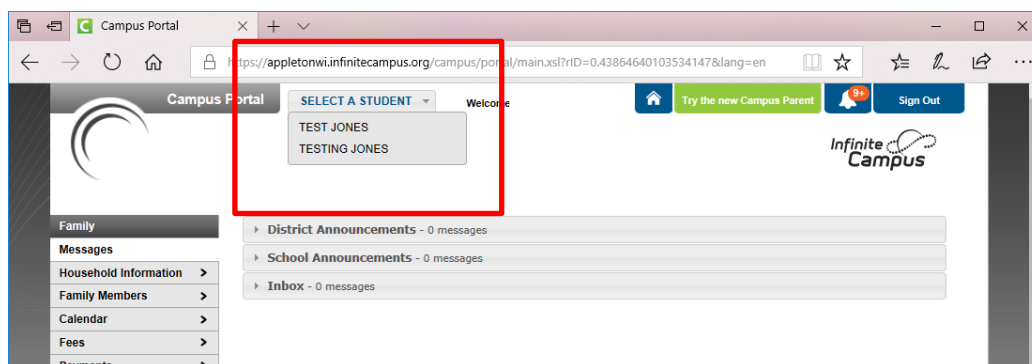 Campus Portal
https://appletonwi.infinitecampus.org/campus/portal/main.xsl?rID=0.43864640103534147&lang=en
Campus Portal
SELECT A STUDENT
Welcome
Try the new Campus Parent
9+
Sign Out
TEST JONES
TESTING JONES
Infinite
Campus
Family
Messages
Household Information
Family Members
Calendar
Fees
Payments
District Announcements - 0 messages
School Announcements - 0 messages
Inbox - 0 messages